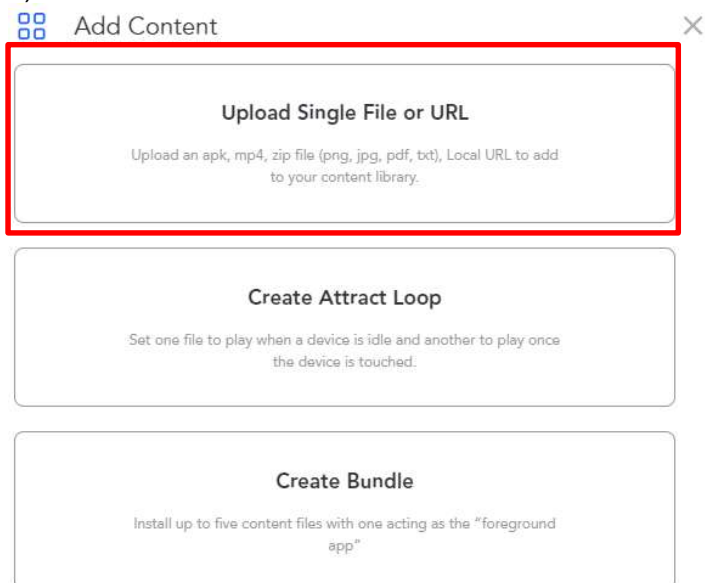 Add Content
Upload Single File or URL
Upload an apk, mp4, zip file (png, jpg, pdf, txt), Local URL to add
to your content library.
Create Attract Loop
Set one file to play when a device is idle and another to play once
the device is touched.
Create Bundle
Install up to five content files with one acting as the "foreground
app"